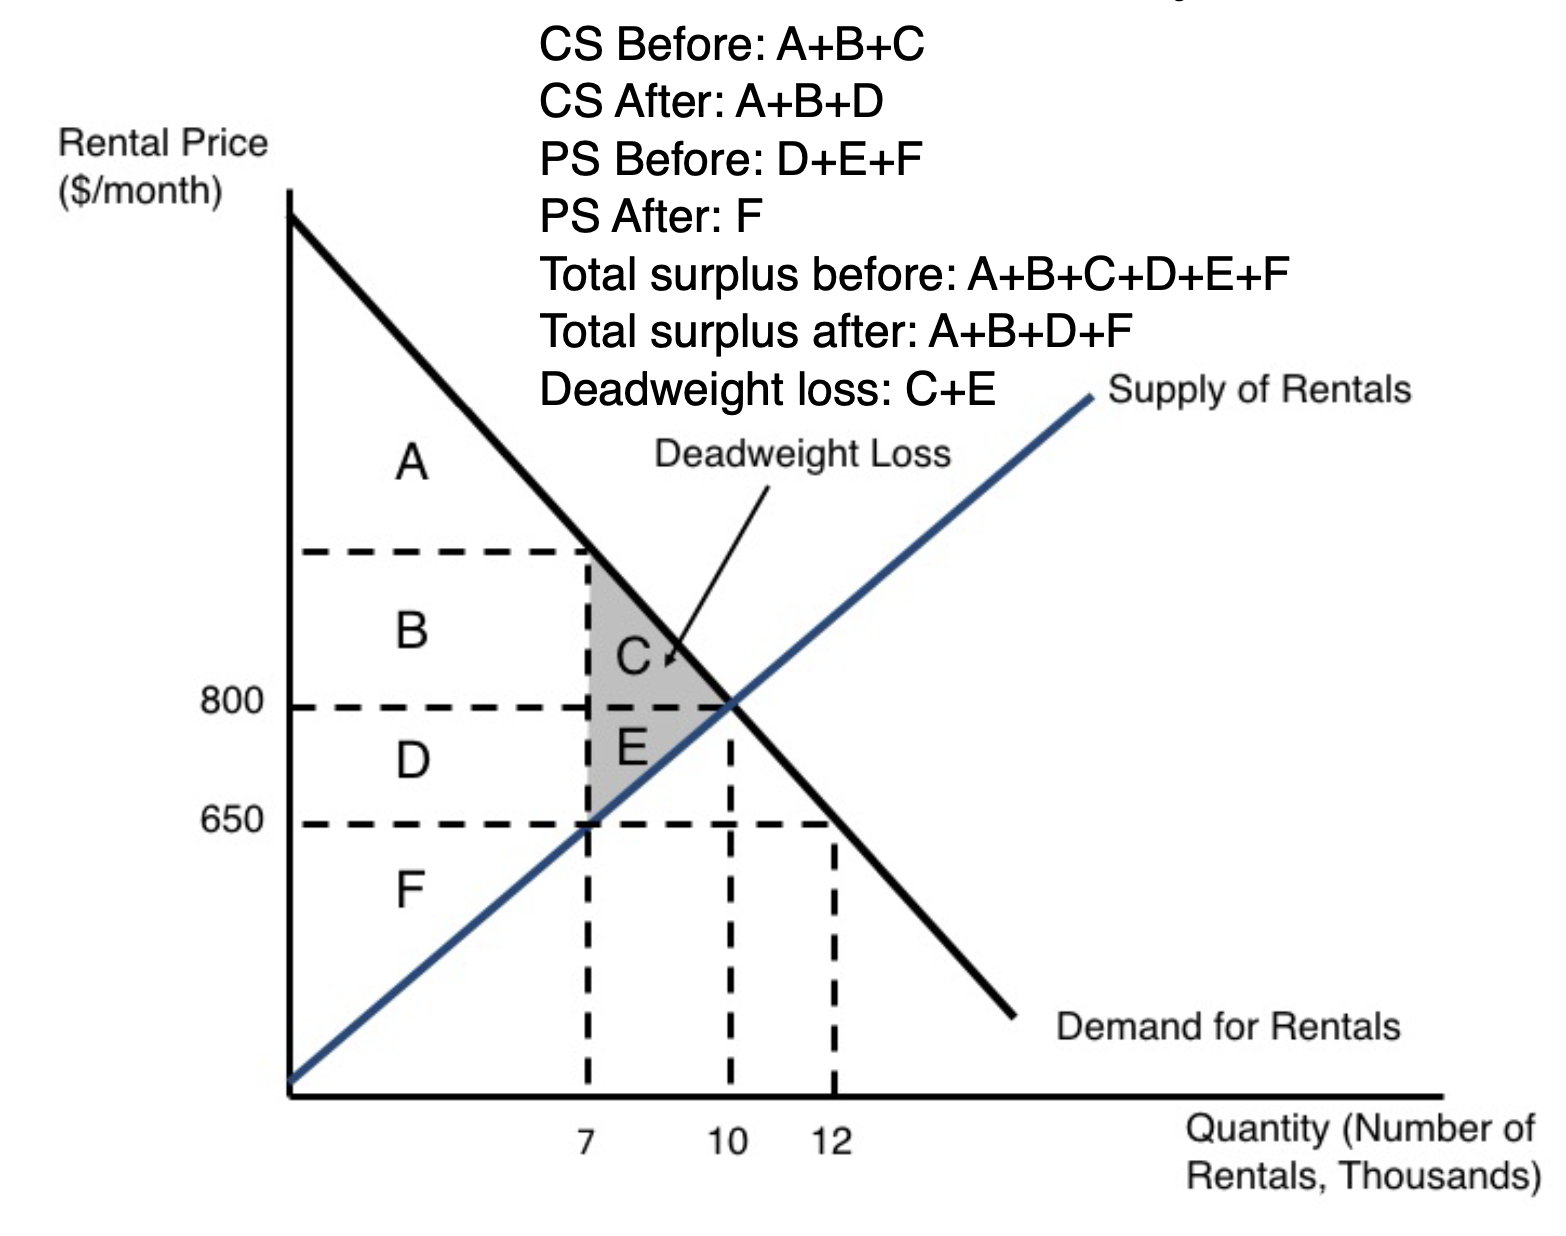 CS Before: A+B+C
CS After: A+B+D
PS Before: D+E+F
PS After: F
Total surplus before: A+B+C+D+E+F
Total surplus after: A+B+D+F
Deadweight loss: C+E
Rental Price
($/month)
Supply of Rentals
Deadweight Loss
A
B
C
800
D
E
650
F
Demand for Rentals
7
10
12
Quantity (Number of
Rentals, Thousands)